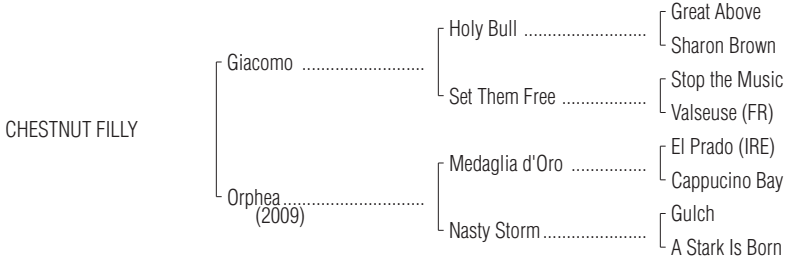 Great Above
Holy Bull ..........................
Sharon Brown
Giacomo ..........................
Stop the Music
Set Them Free ..................
Valseuse (FR)
CHESTNUT FILLY
El Prado (IRE)
Medaglia d'Oro ................
Cappucino Bay
Orphea..............................
(2009)
Gulch
Nasty Storm......................
A Stark Is Born